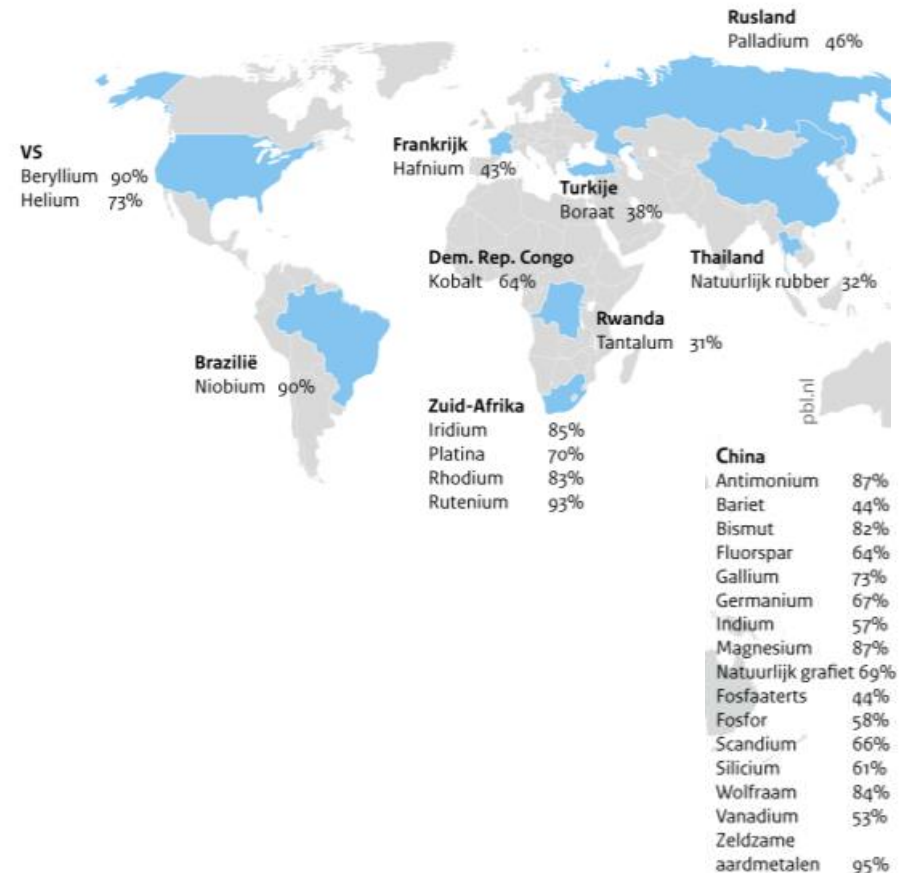 Rusland
Palladium 46%
VS
Beryllium 90%
Helium 73%
Frankrijk
Hafnium 43%
Turkije
Boraat 38%
Dem. Rep. Congo
Kobalt 64%
Thailand
Natuurlijk rubber 32%
Rwanda
Tantalum 31%
Brazilië
Niobium 90%
Zuid-Afrika
Iridium 85%
Platina 70%
Rhodium 83%
Rutenium 93%
pbl.nl
China
Antimonium 87%
Bariet 44%
Bismut 82%
Fluorspar 64%
Gallium 73%
Germanium 67%
Indium 57%
Magnesium 87%
Natuurlijk grafiet 69%
Fosfaaterts 44%
Fosfor 58%
Scandium 66%
Silicium 61%
Wolfraam 84%
Vanadium 53%
Zeldzame
aardmetalen 95%